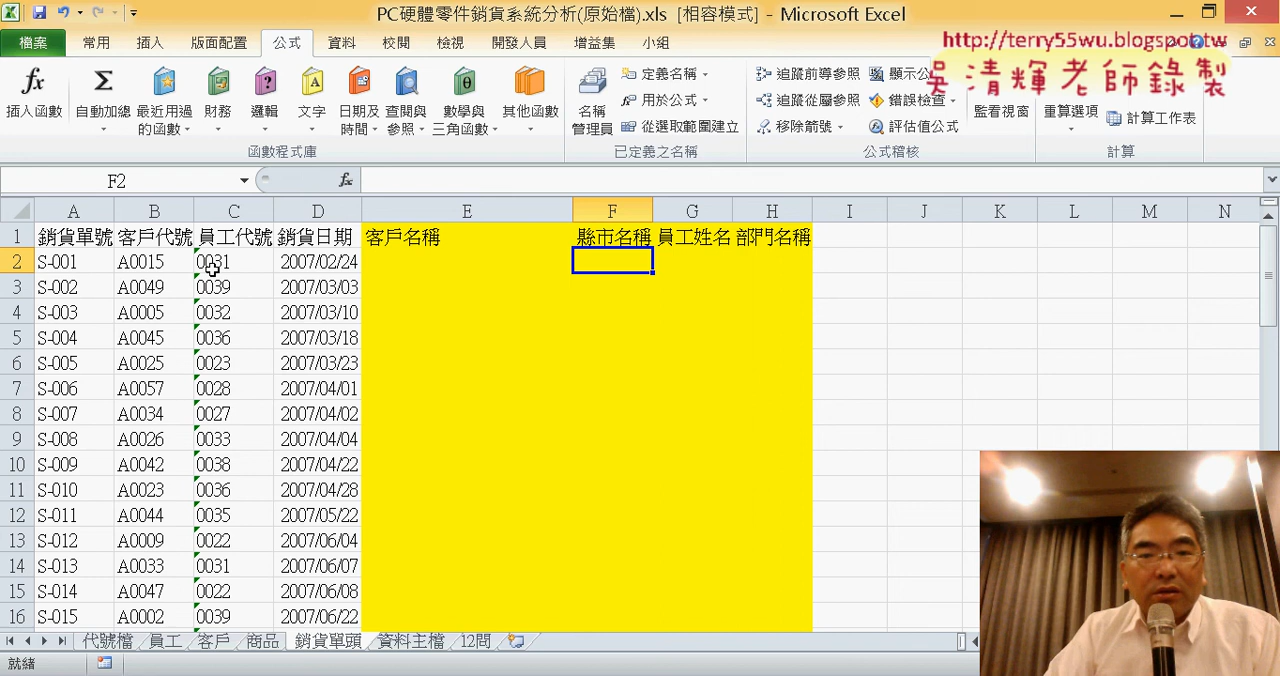 PC硬體零件銷貨系統分析(原始檔).xls [相容模式] - Microsoft Excel
檔案 常用 插入 版面配置 公式 資料 校閱 檢視 開發人員 增益集 小組
http://terry55wu.blogspot.tw
吳清輝老師錄製
fx 插入函數
Σ 自動加總
最近用過的函數
財務
? 邏輯
A 文字
日期及時間
查閱與參照
θ 數學與三角函數
其他函數
函數程式庫
名稱管理員
定義名稱
用於公式
從選取範圍建立
已定義之名稱
追蹤前導參照
追蹤從屬參照
移除箭號
顯示公
錯誤檢查
評估值公式
監看視窗
公式稽核
重算選項
計算工作表
計算
F2 fx
A B C D E F G H I J K L M N
1 銷貨單號 客戶代號 員工代號 銷貨日期 客戶名稱 縣市名稱 員工姓名 部門名稱
2 S-001 A0015 0031 2007/02/24
3 S-002 A0049 0039 2007/03/03
4 S-003 A0005 0032 2007/03/10
5 S-004 A0045 0036 2007/03/18
6 S-005 A0025 0023 2007/03/23
7 S-006 A0057 0028 2007/04/01
8 S-007 A0034 0027 2007/04/02
9 S-008 A0026 0033 2007/04/04
10 S-009 A0042 0038 2007/04/22
11 S-010 A0023 0036 2007/04/28
12 S-011 A0044 0035 2007/05/22
13 S-012 A0009 0022 2007/06/02
14 S-013 A0033 0031 2007/06/07
15 S-014 A0047 0022 2007/06/08
16 S-015 A0002 0039 2007/06/22
代號檔 員工 客戶 商品 銷貨單頭 資料主檔 12問
就緒